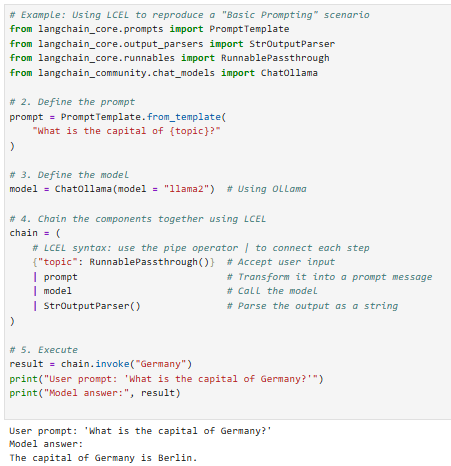 # Example: Using LCEL to reproduce a "Basic Prompting" scenario
from langchain_core.prompts import PromptTemplate
from langchain_core.output_parsers import StrOutputParser
from langchain_core.runnables import RunnablePassthrough
from langchain_community.chat_models import ChatOllama

# 2. Define the prompt
prompt = PromptTemplate.from_template(
    "What is the capital of {topic}?"
)

# 3. Define the model
model = ChatOllama(model = "llama2")  # Using Ollama

# 4. Chain the components together using LCEL
chain = (
    # LCEL syntax: use the pipe operator | to connect each step
    {"topic": RunnablePassthrough()}  # Accept user input
    | prompt                          # Transform it into a prompt message
    | model                           # Call the model
    | StrOutputParser()               # Parse the output as a string
)

# 5. Execute
result = chain.invoke("Germany")
print("User prompt: 'What is the capital of Germany?'")
print("Model answer:", result)

User prompt: 'What is the capital of Germany?'
Model answer:
The capital of Germany is Berlin.